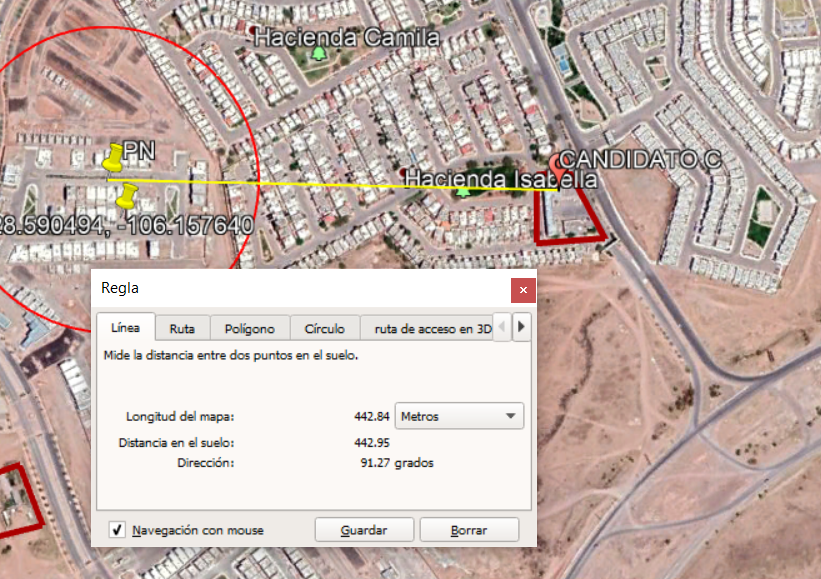 Hacienda Camila
PN
CANDIDATO C
Hacienda Isabella
28.590494, -106.157640
Regla
Línea Ruta Polígono Círculo ruta de acceso en 3D
Mide la distancia entre dos puntos en el suelo.
Longitud del mapa: 442.84 Metros
Distancia en el suelo: 442.95
Dirección: 91.27 grados
Navegación con mouse Guardar Borrar